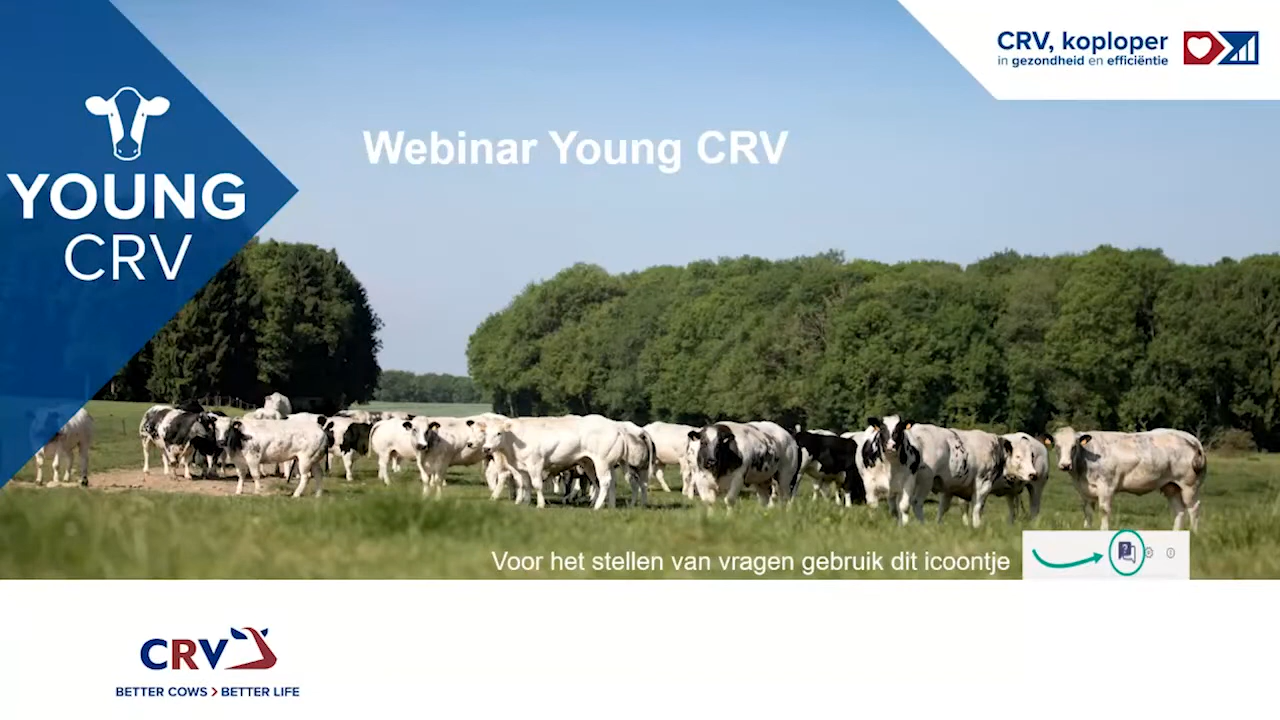 CRV, koploper
in gezondheid en efficiëntie
Webinar Young CRV
YOUNG
CRV
Voor het stellen van vragen gebruik dit icoontje
?
CRV
BETTER COWS > BETTER LIFE